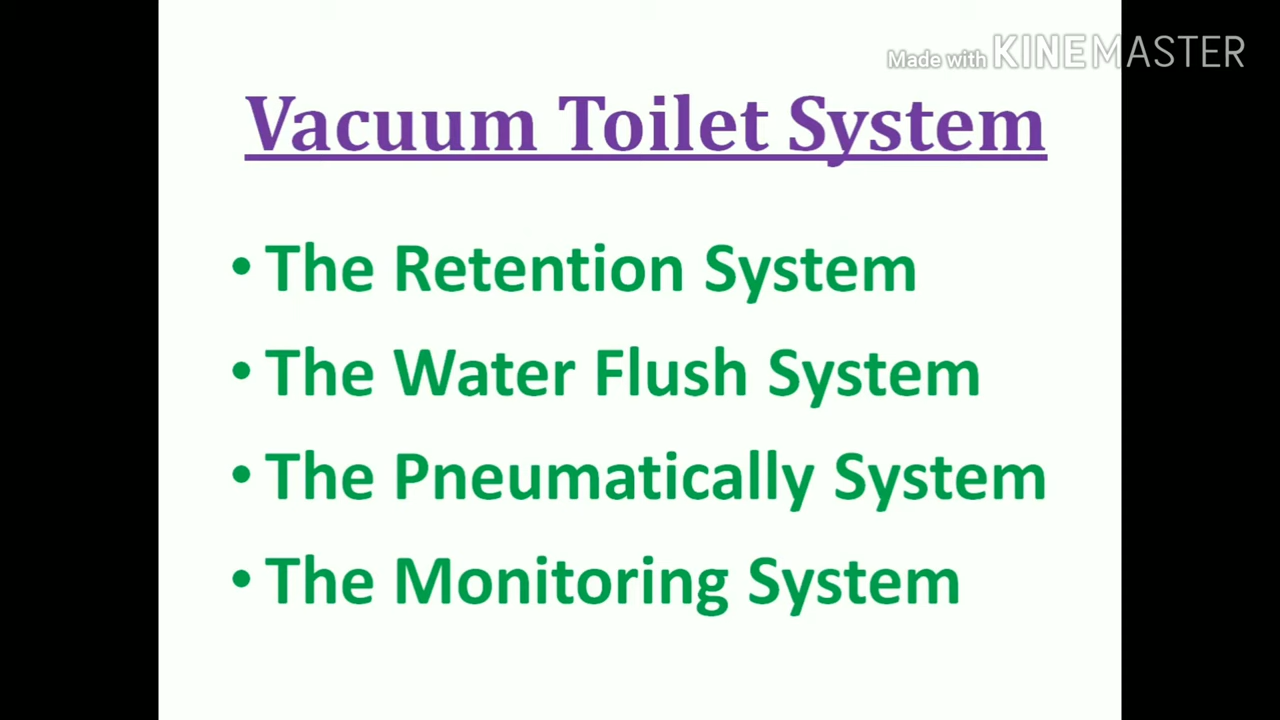 Made with KINEMASTER
Vacuum Toilet System
• The Retention System
• The Water Flush System
• The Pneumatically System
• The Monitoring System